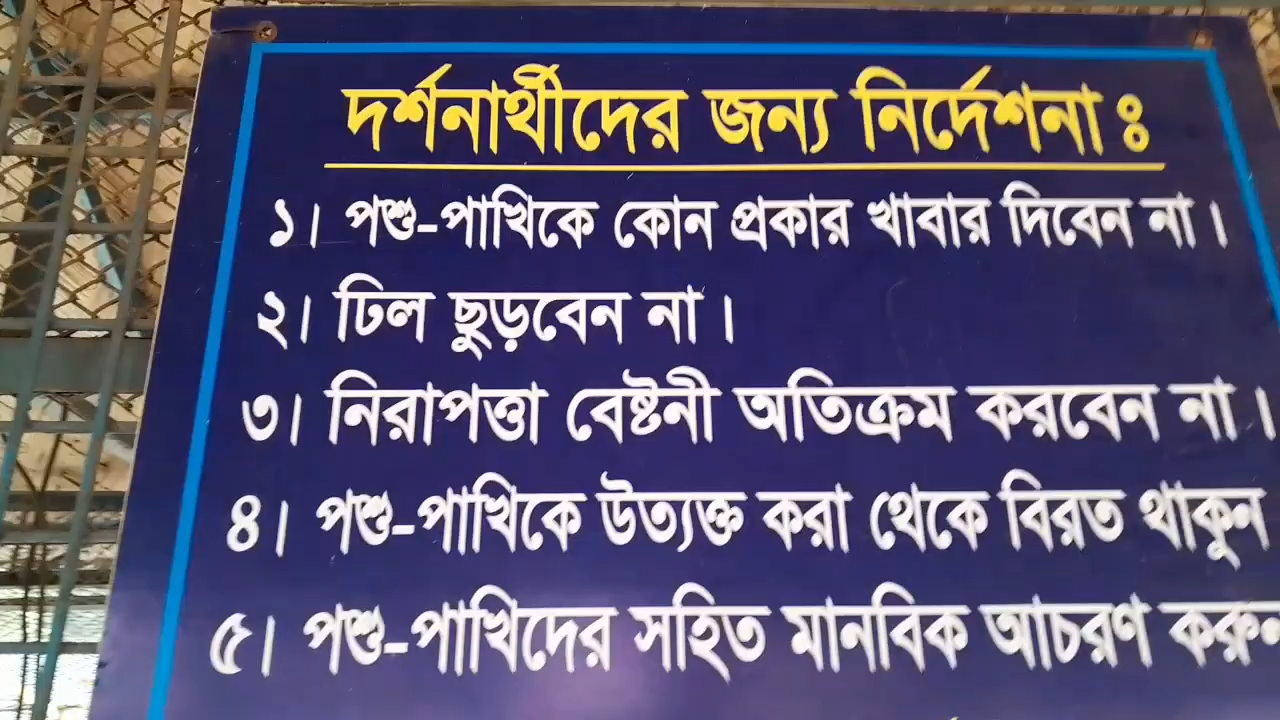 দর্শনার্থীদের জন্য নির্দেশনা ঃ
১। পশু-পাখিকে কোন প্রকার খাবার দিবেন না।
২। ঢিল ছুড়বেন না।
৩। নিরাপত্তা বেষ্টনী অতিক্রম করবেন না।
৪। পশু-পাখিকে উত্যক্ত করা থেকে বিরত থাকুন
৫। পশু-পাখিদের সহিত মানবিক আচরণ করুন